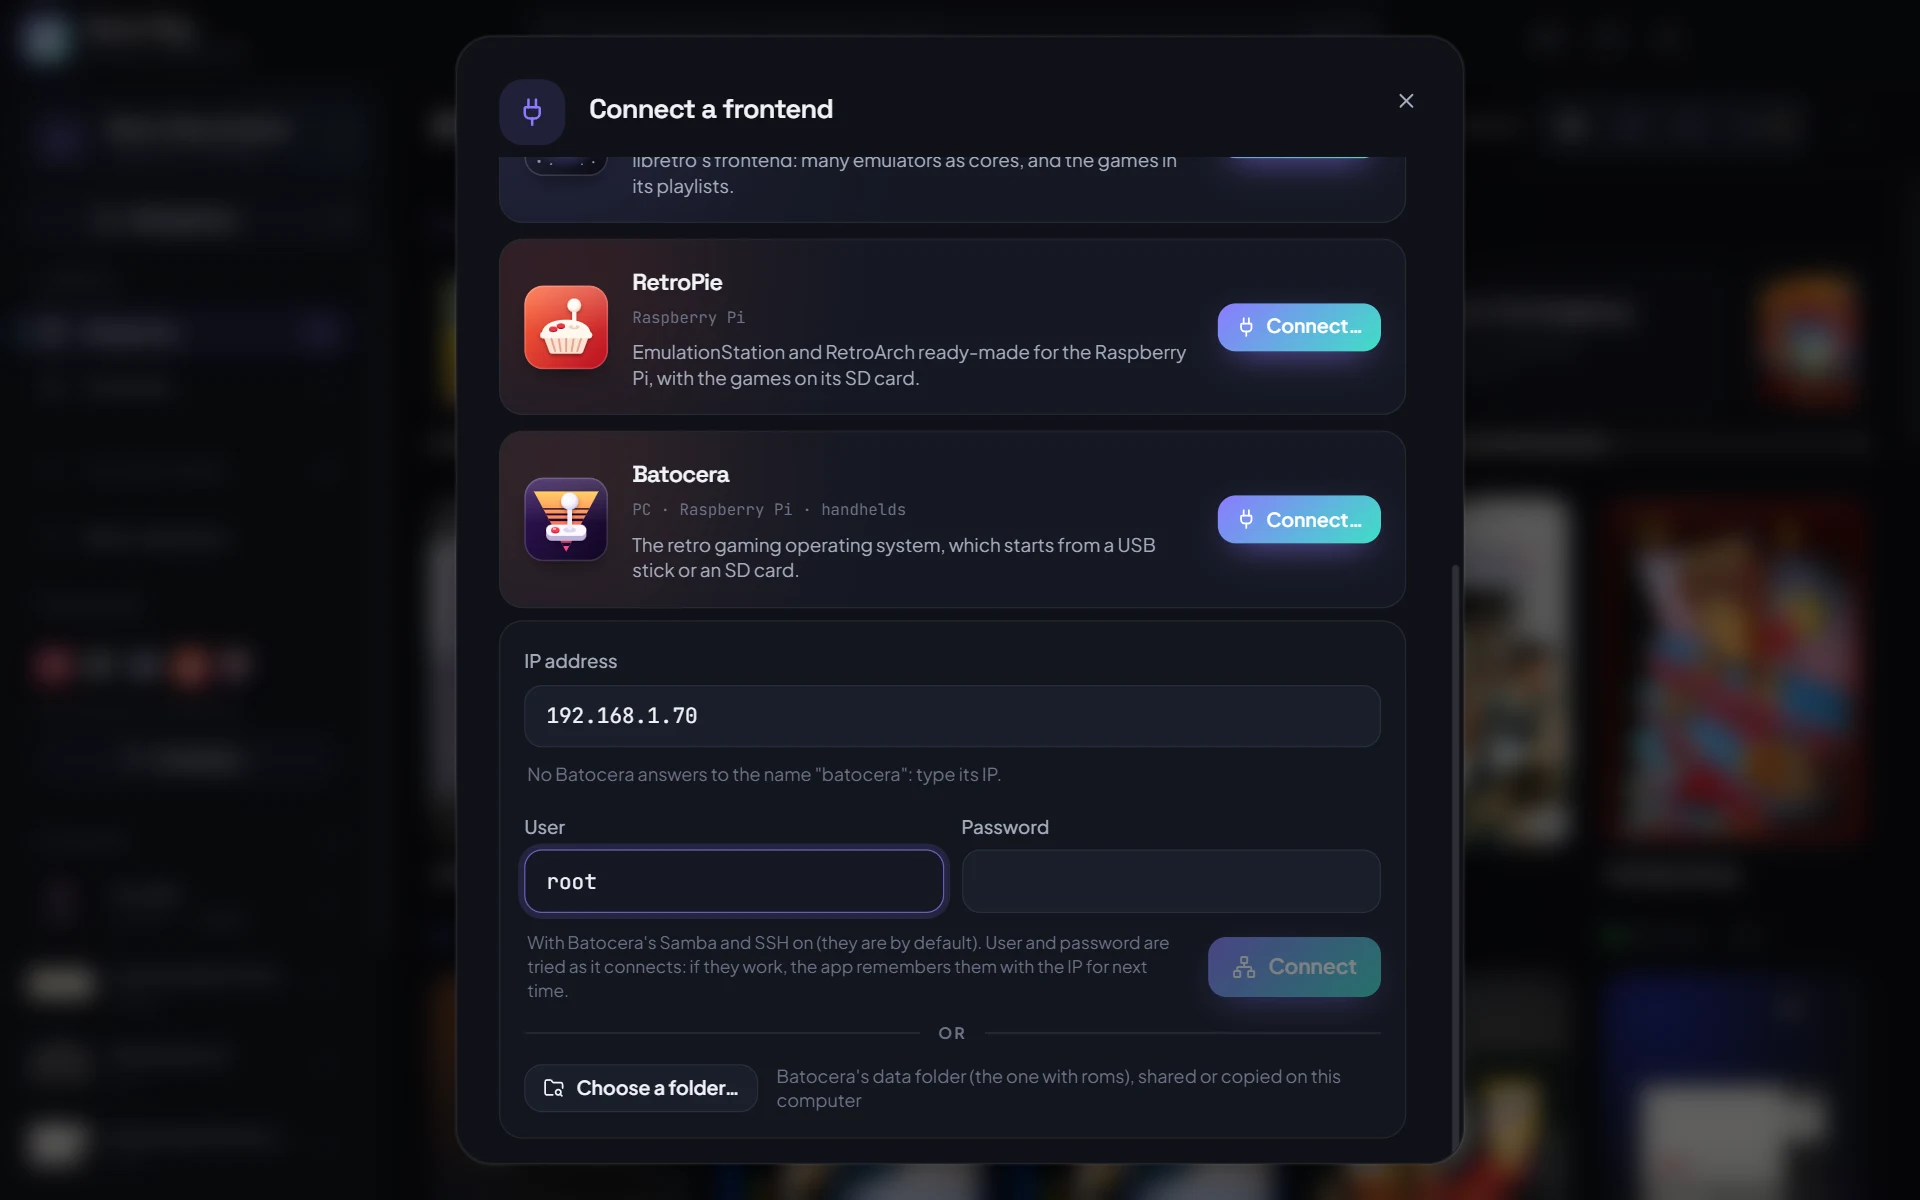 Connect a frontend
libretro's frontend: many emulators as cores, and the games in
its playlists.
RetroPie
Raspberry Pi
EmulationStation and RetroArch ready-made for the Raspberry
Pi, with the games on its SD card.
Connect…
Batocera
PC · Raspberry Pi · handhelds
The retro gaming operating system, which starts from a USB
stick or an SD card.
Connect…
IP address
192.168.1.70
No Batocera answers to the name "batocera": type its IP.
User
Password
root
With Batocera's Samba and SSH on (they are by default). User and password are
tried as it connects: if they work, the app remembers them with the IP for next
time.
Connect
OR
Choose a folder…
Batocera's data folder (the one with roms), shared or copied on this
computer